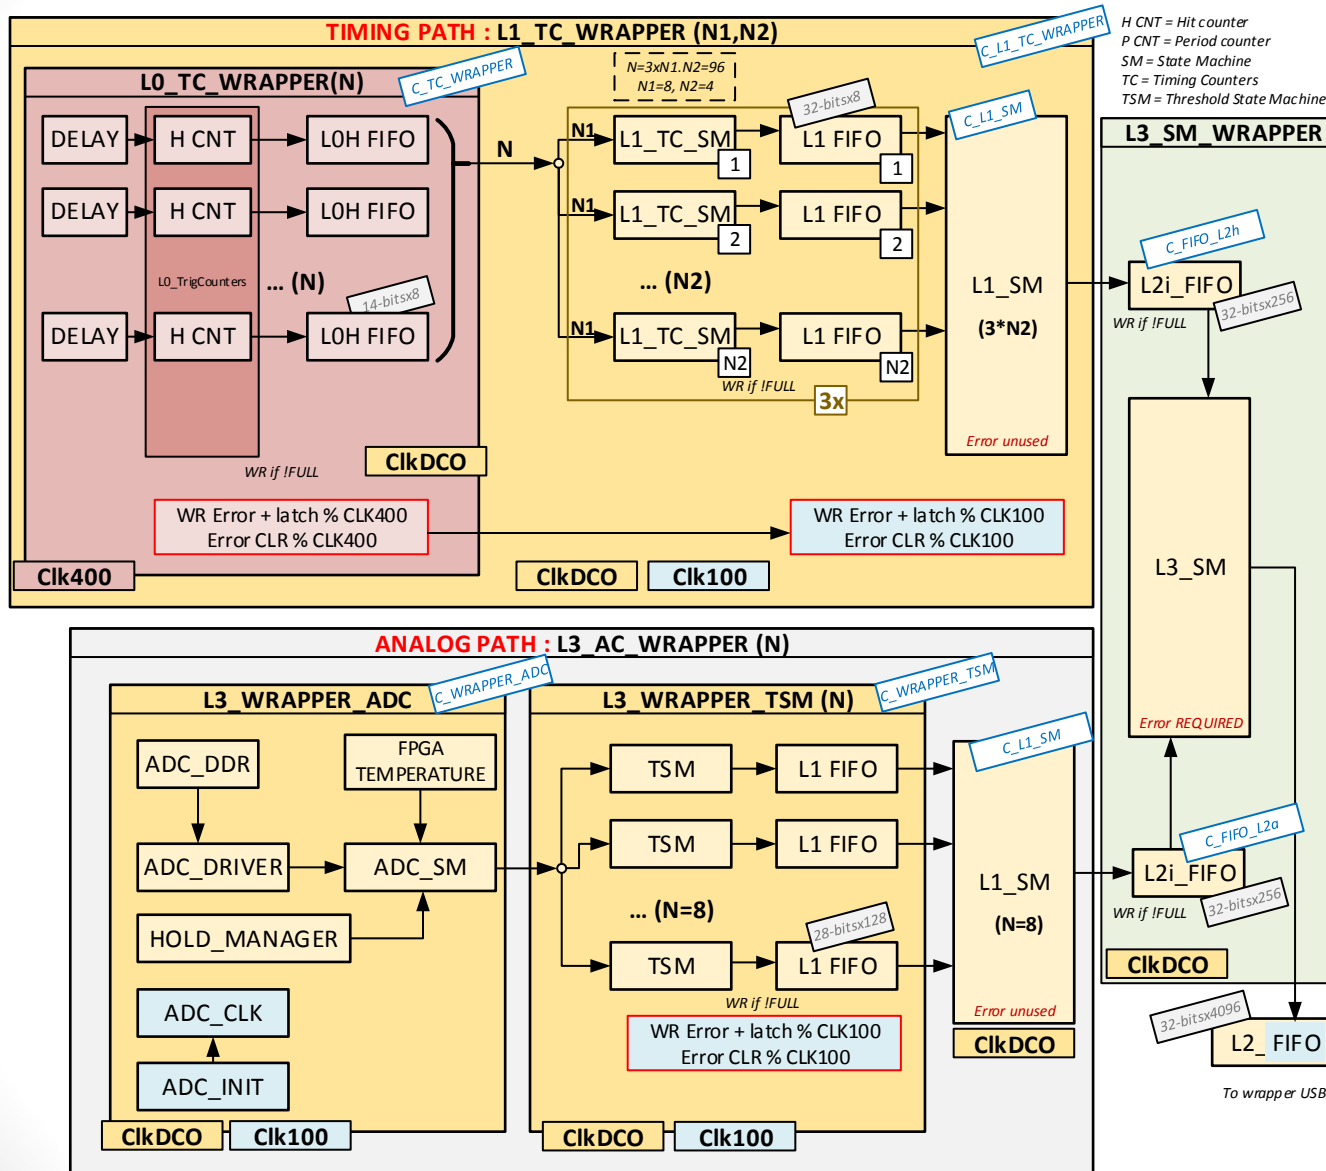 TIMING PATH : L1_TC_WRAPPER (N1,N2)
C_L1_TC_WRAPPER
H CNT = Hit counter
P CNT = Period counter
SM = State Machine
TC = Timing Counters
TSM = Threshold State Machine
L0_TC_WRAPPER(N)
C_TC_WRAPPER
N=3xN1.N2=96
N1=8, N2=4
32-bitsx8
C_L1_SM
L3_SM_WRAPPER
DELAY
H CNT
L0H FIFO
N
N1
L1_TC_SM
1
L1 FIFO
1
DELAY
H CNT
L0H FIFO
N1
L1_TC_SM
2
L1 FIFO
2
L0_TrigCounters
... (N)
14-bitsx8
... (N2)
L1_SM
(3*N2)
C_FIFO_L2h
L2i_FIFO
32-bitsx256
WR if !FULL
DELAY
H CNT
L0H FIFO
N1
L1_TC_SM
N2
L1 FIFO
N2
WR if !FULL
3x
Error unused
ClkDCO
WR if !FULL
WR Error + latch % CLK400
Error CLR % CLK400
WR Error + latch % CLK100
Error CLR % CLK100
Clk400
ClkDCO
Clk100
L3_SM
Error REQUIRED
ANALOG PATH : L3_AC_WRAPPER (N)
L3_WRAPPER_ADC
C_WRAPPER_ADC
L3_WRAPPER_TSM (N)
C_WRAPPER_TSM
C_L1_SM
ADC_DDR
FPGA
TEMPERATURE
TSM
L1 FIFO
ADC_DRIVER
ADC_SM
TSM
L1 FIFO
L1_SM
(N=8)
C_FIFO_L2a
L2i_FIFO
32-bitsx256
WR if !FULL
HOLD_MANAGER
... (N=8)
28-bitsx128
TSM
L1 FIFO
WR if !FULL
ClkDCO
ADC_CLK
WR Error + latch % CLK100
Error CLR % CLK100
Error unused
ClkDCO
32-bitsx4096
L2_ FIFO
ADC_INIT
To wrapper USB
ClkDCO
Clk100
ClkDCO
Clk100